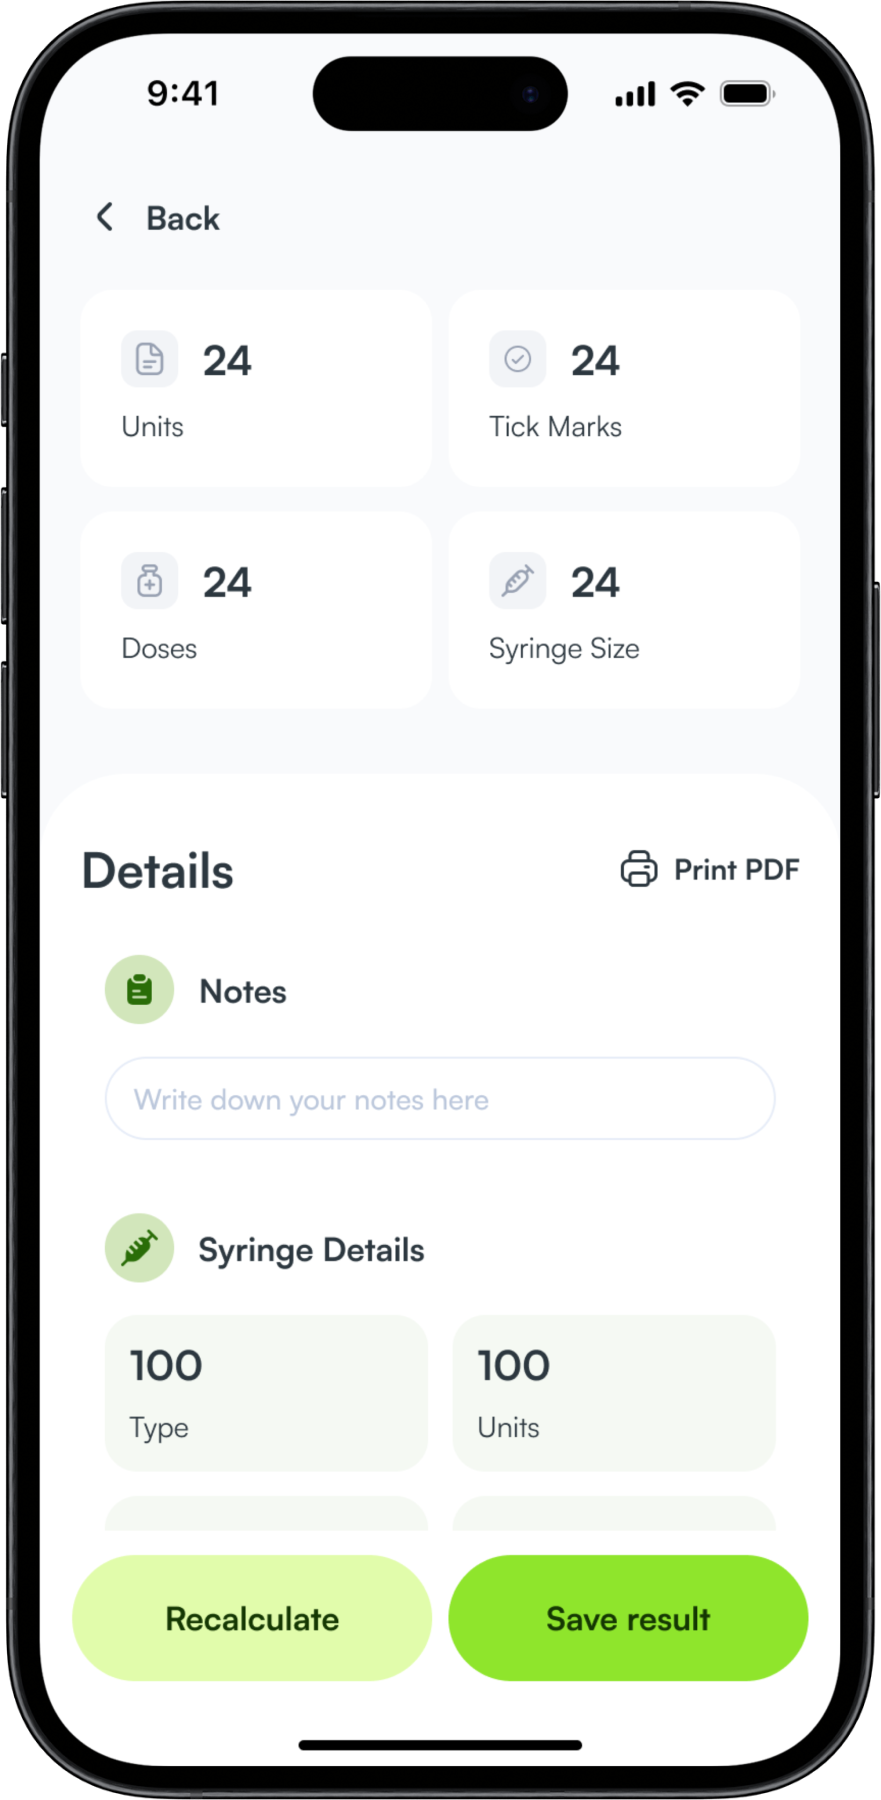 9:41
Back
24
Units
24
Tick Marks
24
Doses
24
Syringe Size
Details
Print PDF
Notes
Write down your notes here
Syringe Details
100
Type
100
Units
Recalculate
Save result